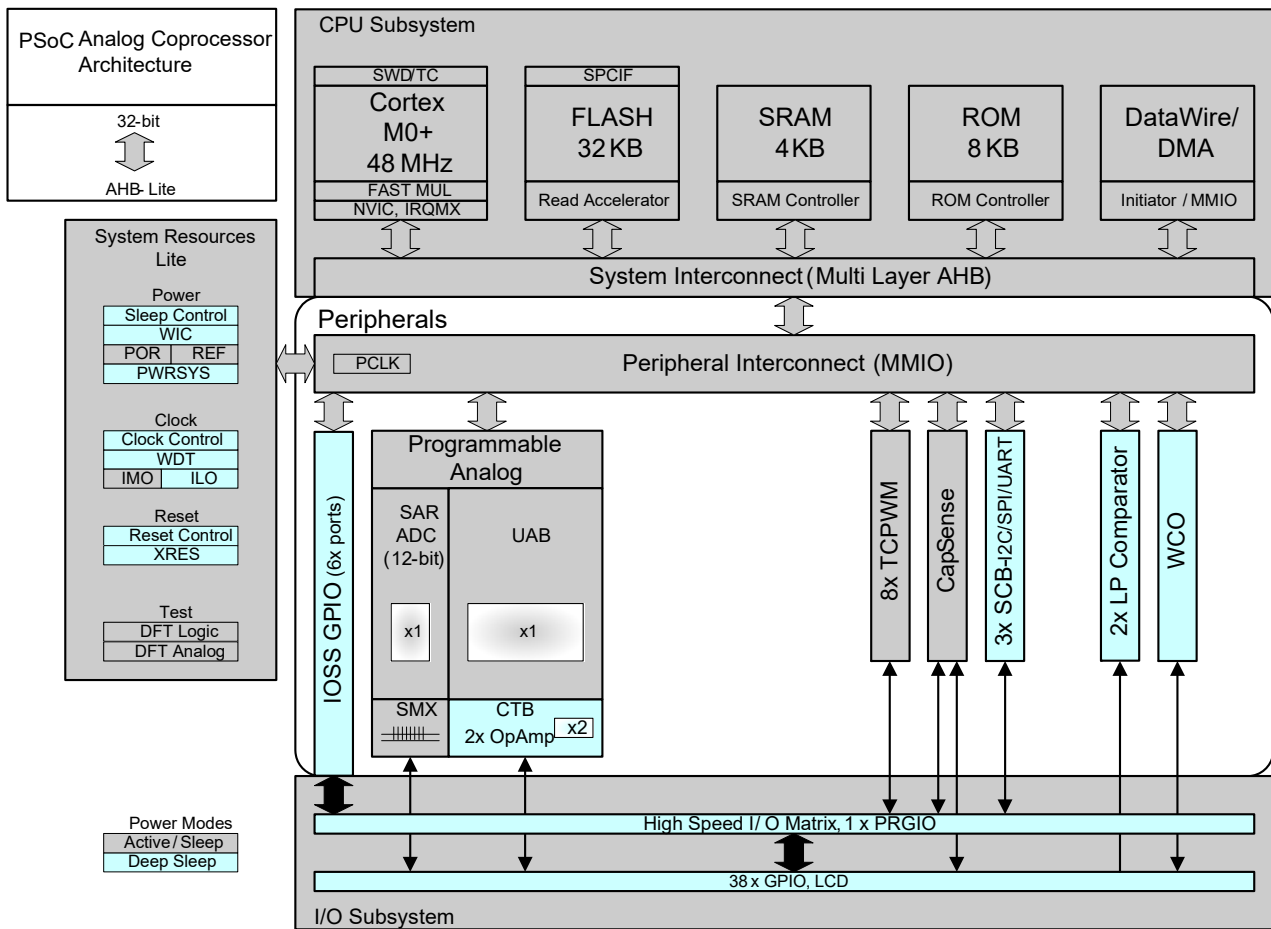 PSoC Analog Coprocessor
Architecture
32-bit
AHB-Lite
CPU Subsystem
SWD/TC
Cortex
M0+
48 MHz
FAST MUL
NVIC, IRQMX
SPCIF
FLASH
32 KB
Read Accelerator
SRAM
4 KB
SRAM Controller
ROM
8 KB
ROM Controller
DataWire/
DMA
Initiator / MMIO
System Interconnect (Multi Layer AHB)
System Resources
Lite
Power
Sleep Control
WIC
POR REF
PWRSYS
Clock
Clock Control
WDT
IMO ILO
Reset
Reset Control
XRES
Test
DFT Logic
DFT Analog
Peripherals
PCLK
Peripheral Interconnect (MMIO)
IOSS GPIO (6x ports)
Programmable
Analog
SAR
ADC
(12-bit)
x1
SMX
UAB
x1
CTB
2x OpAmp x2
8x TCPWM
CapSense
3x SCB-I2C/SPI/UART
2x LP Comparator
WCO
Power Modes
Active / Sleep
Deep Sleep
High Speed I/O Matrix, 1 x PRGIO
38 x GPIO, LCD
I/O Subsystem